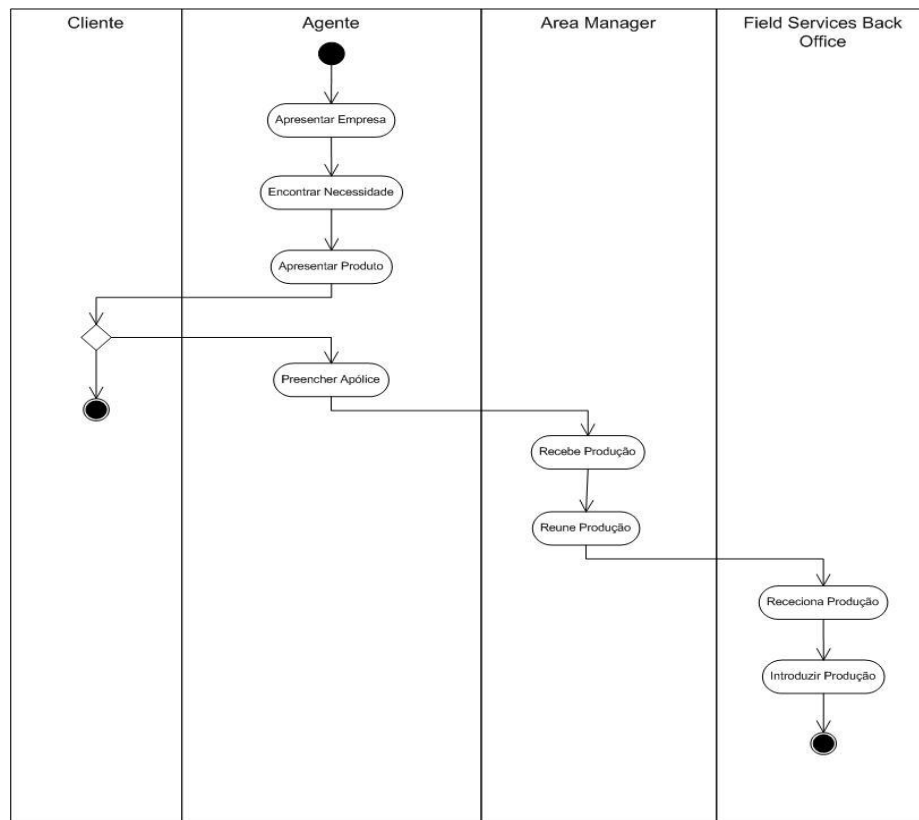 Cliente
Agente
Area Manager
Field Services Back
Office
Apresentar Empresa
Encontrar Necessidade
Apresentar Produto
Preencher Apólice
Recebe Produção
Reune Produção
Receciona Produção
Introduzir Produção